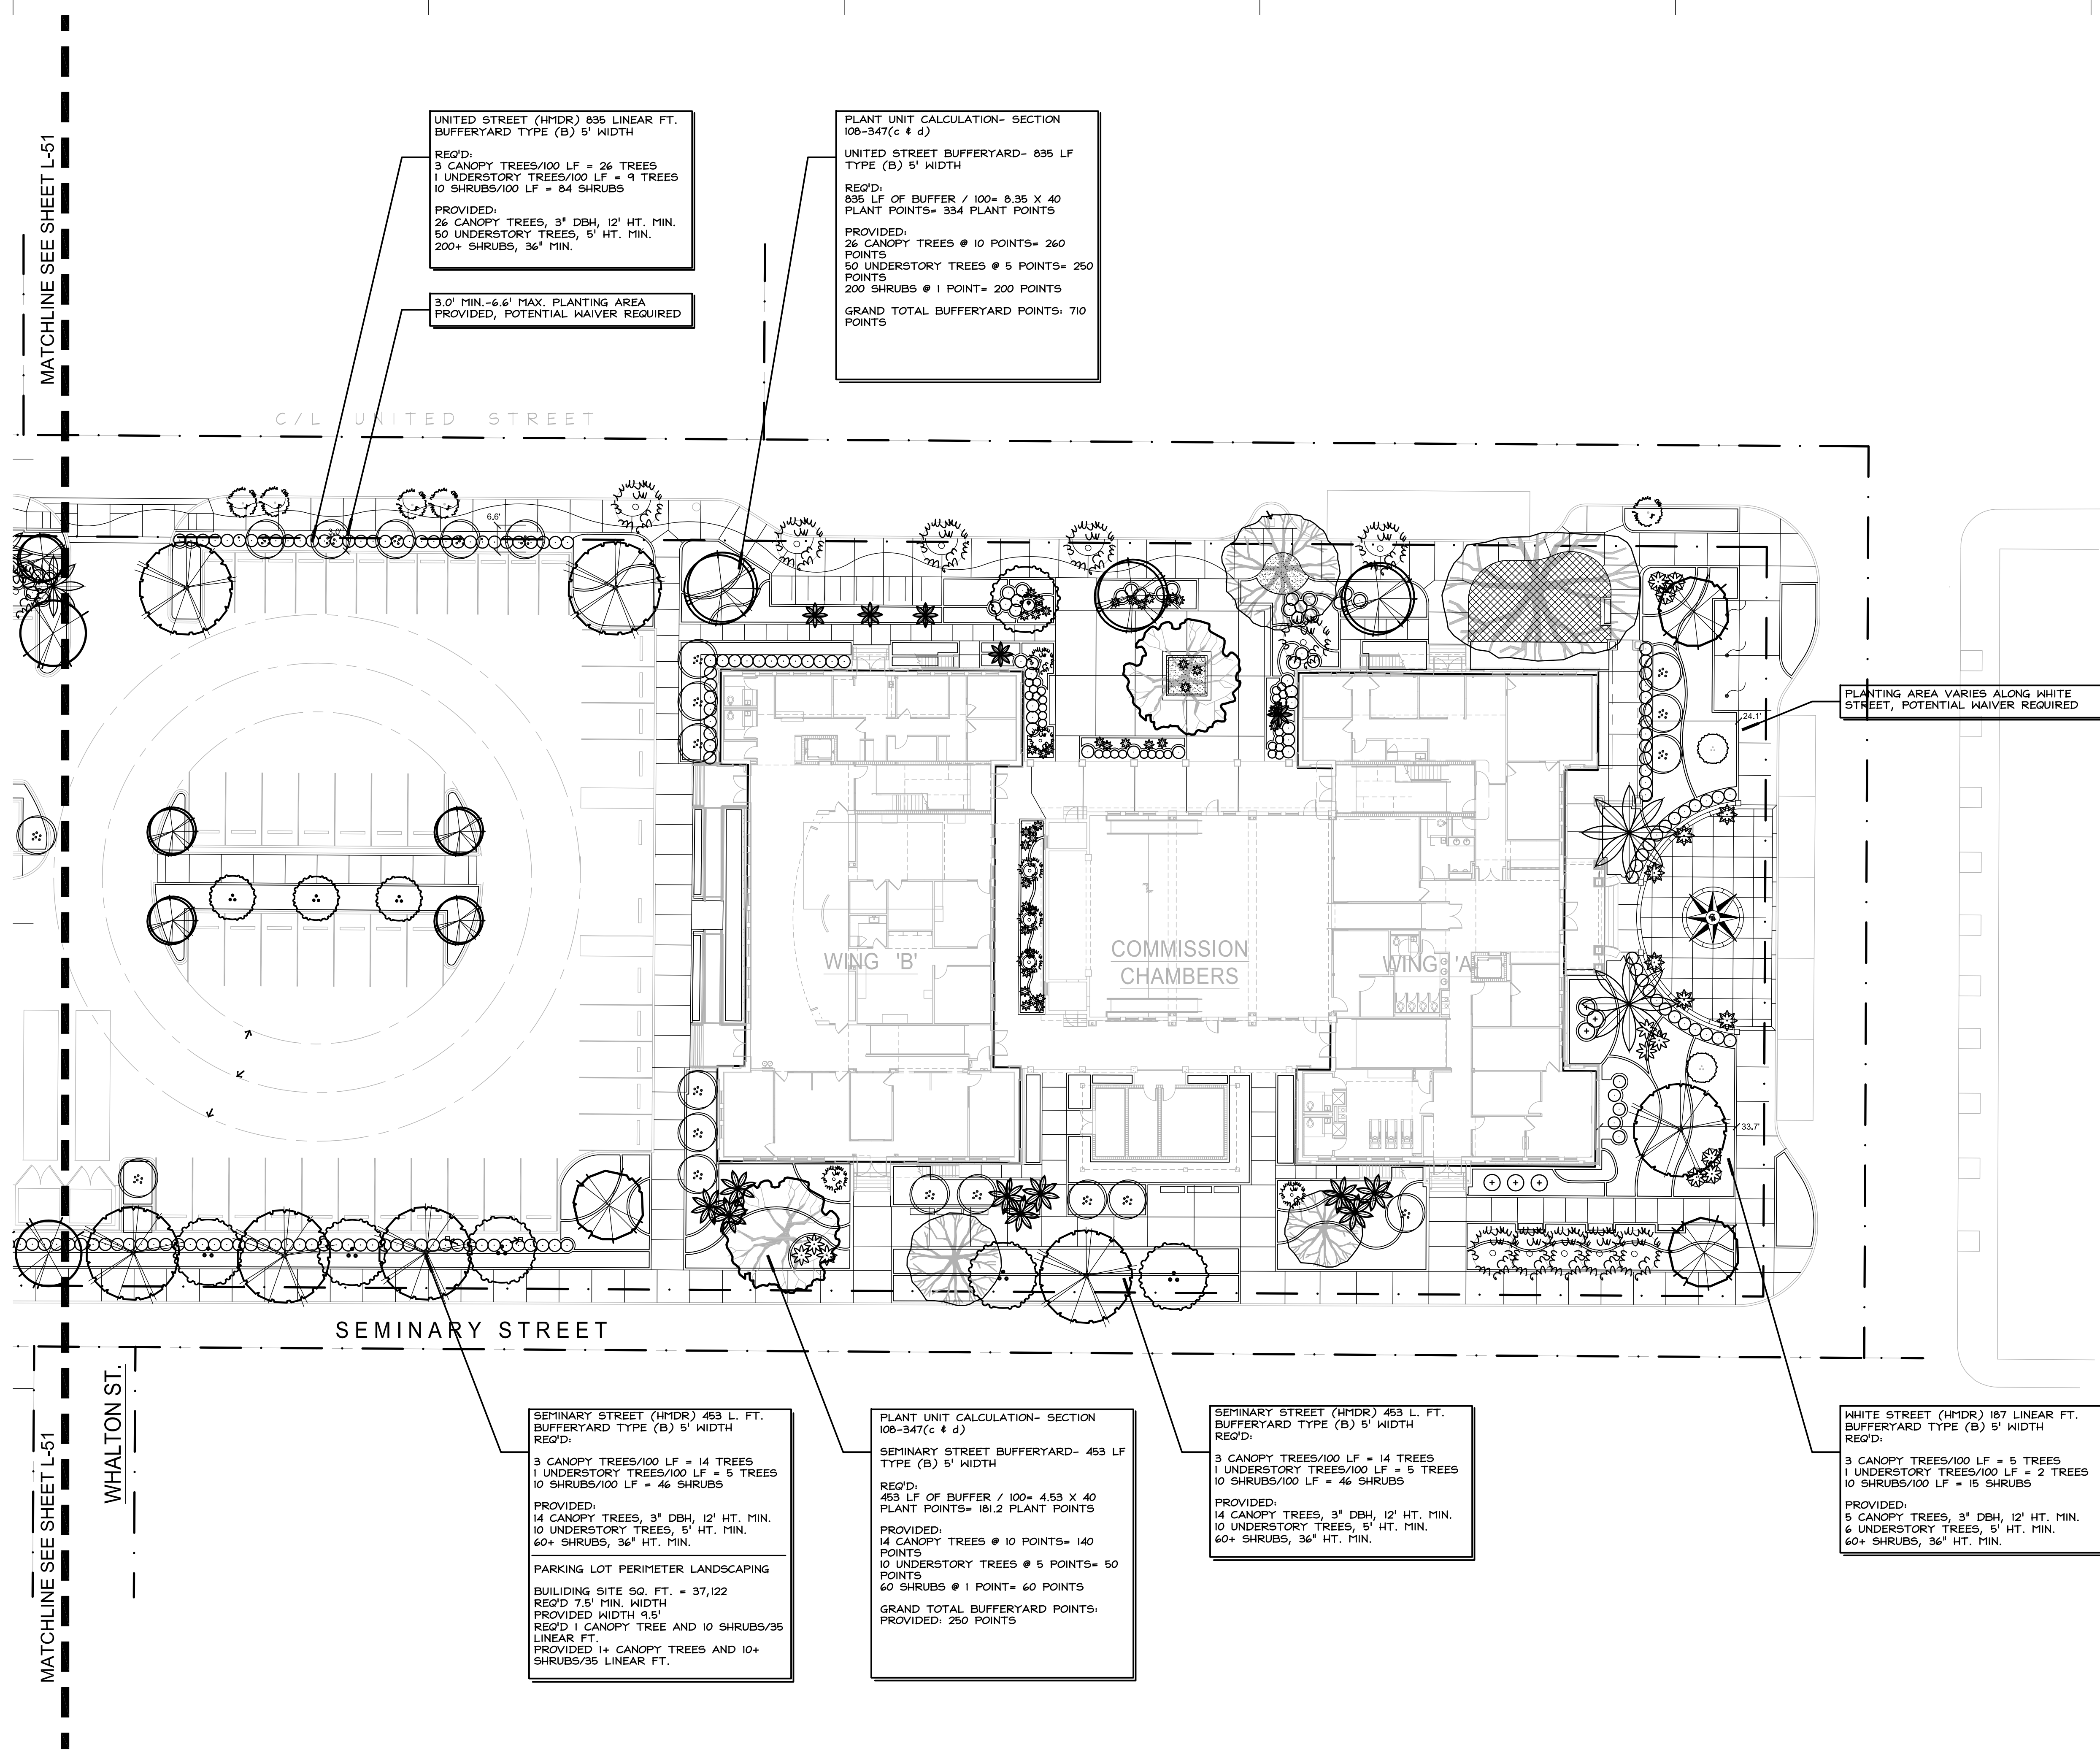 MATCHLINE SEE SHEET L-51
UNITED STREET (HMDR) 835 LINEAR FT.
BUFFERYARD TYPE (B) 5' WIDTH
REQ'D:
3 CANOPY TREES/100 LF = 26 TREES
1 UNDERSTORY TREES/100 LF = 9 TREES
10 SHRUBS/100 LF = 84 SHRUBS
PROVIDED:
26 CANOPY TREES, 3" DBH, 12' HT. MIN.
50 UNDERSTORY TREES, 5' HT. MIN.
200+ SHRUBS, 36" MIN.
3.0' MIN.-6.6' MAX. PLANTING AREA
PROVIDED, POTENTIAL WAIVER REQUIRED
PLANT UNIT CALCULATION- SECTION
108-347(c & d)
UNITED STREET BUFFERYARD- 835 LF
TYPE (B) 5' WIDTH
REQ'D:
835 LF OF BUFFER / 100= 8.35 X 40
PLANT POINTS= 334 PLANT POINTS
PROVIDED:
26 CANOPY TREES @ 10 POINTS= 260
POINTS
50 UNDERSTORY TREES @ 5 POINTS= 250
POINTS
200 SHRUBS @ 1 POINT= 200 POINTS
GRAND TOTAL BUFFERYARD POINTS: 710
POINTS
C/L UNITED STREET
6.6'
3.0'
PLANTING AREA VARIES ALONG WHITE
STREET, POTENTIAL WAIVER REQUIRED
24.1'
WING 'B'
COMMISSION
CHAMBERS
WING 'A'
33.7'
SEMINARY STREET
WHALTON ST.
MATCHLINE SEE SHEET L-51
SEMINARY STREET (HMDR) 453 L. FT.
BUFFERYARD TYPE (B) 5' WIDTH
REQ'D:
3 CANOPY TREES/100 LF = 14 TREES
1 UNDERSTORY TREES/100 LF = 5 TREES
10 SHRUBS/100 LF = 46 SHRUBS
PROVIDED:
14 CANOPY TREES, 3" DBH, 12' HT. MIN.
10 UNDERSTORY TREES, 5' HT. MIN.
60+ SHRUBS, 36" HT. MIN.
PARKING LOT PERIMETER LANDSCAPING
BUILIDING SITE SQ. FT. = 37,122
REQ'D 7.5' MIN. WIDTH
PROVIDED WIDTH 9.5'
REQ'D 1 CANOPY TREE AND 10 SHRUBS/35
LINEAR FT.
PROVIDED 1+ CANOPY TREES AND 10+
SHRUBS/35 LINEAR FT.
PLANT UNIT CALCULATION- SECTION
108-347(c & d)
SEMINARY STREET BUFFERYARD- 453 LF
TYPE (B) 5' WIDTH
REQ'D:
453 LF OF BUFFER / 100= 4.53 X 40
PLANT POINTS= 181.2 PLANT POINTS
PROVIDED:
14 CANOPY TREES @ 10 POINTS= 140
POINTS
10 UNDERSTORY TREES @ 5 POINTS= 50
POINTS
60 SHRUBS @ 1 POINT= 60 POINTS
GRAND TOTAL BUFFERYARD POINTS:
PROVIDED: 250 POINTS
SEMINARY STREET (HMDR) 453 L. FT.
BUFFERYARD TYPE (B) 5' WIDTH
REQ'D:
3 CANOPY TREES/100 LF = 14 TREES
1 UNDERSTORY TREES/100 LF = 5 TREES
10 SHRUBS/100 LF = 46 SHRUBS
PROVIDED:
14 CANOPY TREES, 3" DBH, 12' HT. MIN.
10 UNDERSTORY TREES, 5' HT. MIN.
60+ SHRUBS, 36" HT. MIN.
WHITE STREET (HMDR) 187 LINEAR FT.
BUFFERYARD TYPE (B) 5' WIDTH
REQ'D:
3 CANOPY TREES/100 LF = 5 TREES
1 UNDERSTORY TREES/100 LF = 2 TREES
10 SHRUBS/100 LF = 15 SHRUBS
PROVIDED:
5 CANOPY TREES, 3" DBH, 12' HT. MIN.
6 UNDERSTORY TREES, 5' HT. MIN.
60+ SHRUBS, 36" HT. MIN.